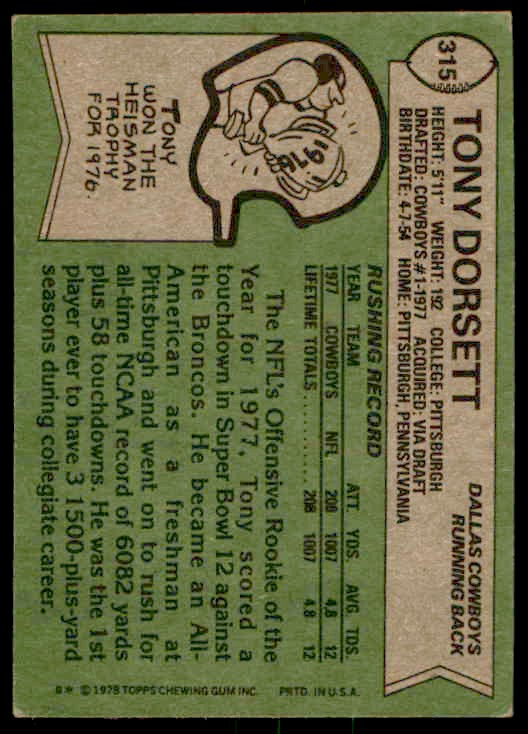 315
TONY DORSETT
DALLAS COWBOYS
RUNNING BACK
HEIGHT: 5'11" WEIGHT: 192 COLLEGE: PITTSBURGH
DRAFTED: COWBOYS #1-1977 ACQUIRED: VIA DRAFT
BIRTHDATE: 4-7-54 HOME: PITTSBURGH, PENNSYLVANIA
RUSHING RECORD
YEAR TEAM ATT. YDS. AVG. TDS.
1977 COWBOYS NFL 208 1007 4.8 12
LIFETIME TOTALS . . . . . . . . . . 208 1007 4.8 12
The NFL's Offensive Rookie of the
Year for 1977, Tony scored a
touchdown in Super Bowl 12 against
the Broncos. He became an All-
American as a freshman at
Pittsburgh and went on to rush for
all-time NCAA record of 6082 yards
plus 58 touchdowns. He was the 1st
player ever to have 3 1500-plus-yard
seasons during collegiate career.
1976
TONY
WON THE
HEISMAN
TROPHY
FOR 1976.
© 1978 TOPPS CHEWING GUM INC. PRTD. IN U.S.A.